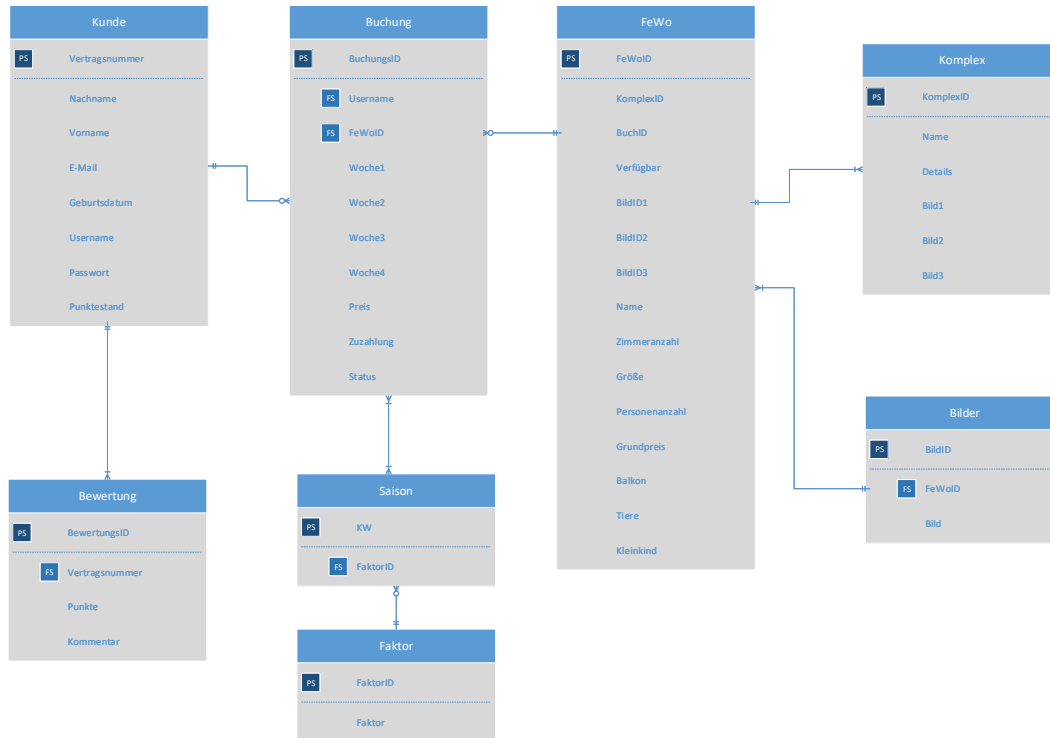 Kunde
PS Vertragsnummer
Nachname
Vorname
E-Mail
Geburtsdatum
Username
Passwort
Punktestand
Buchung
PS BuchungsID
FS Username
FS FeWoID
Woche1
Woche2
Woche3
Woche4
Preis
Zuzahlung
Status
FeWo
PS FeWoID
KomplexID
BuchID
Verfügbar
BildID1
BildID2
BildID3
Name
Zimmeranzahl
Größe
Personenanzahl
Grundpreis
Balkon
Tiere
Kleinkind
Komplex
PS KomplexID
Name
Details
Bild1
Bild2
Bild3
Bilder
PS BildID
FS FeWoID
Bild
Bewertung
PS BewertungsID
FS Vertragsnummer
Punkte
Kommentar
Saison
PS KW
FS FaktorID
Faktor
PS FaktorID
Faktor